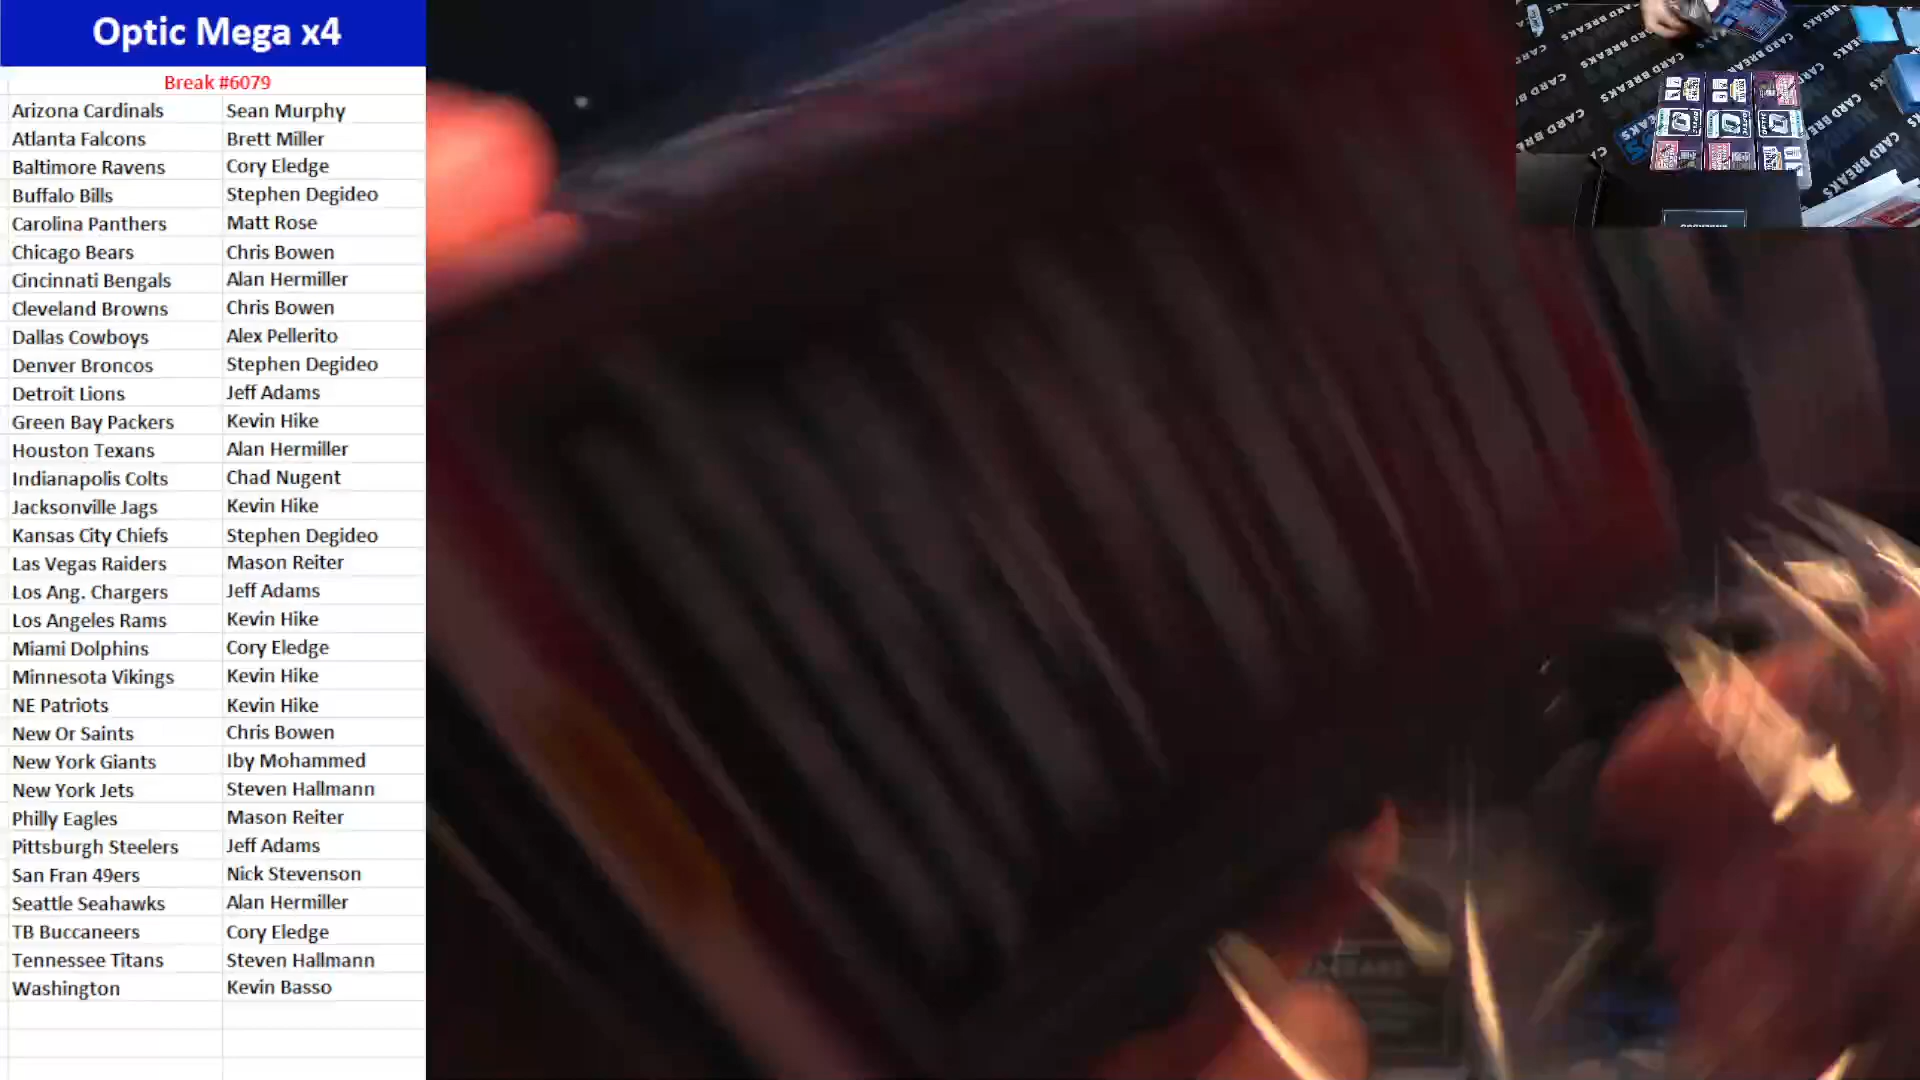 Optic Mega x4
Break #6079
Arizona Cardinals Sean Murphy
Atlanta Falcons Brett Miller
Baltimore Ravens Cory Eledge
Buffalo Bills Stephen Degideo
Carolina Panthers Matt Rose
Chicago Bears Chris Bowen
Cincinnati Bengals Alan Hermiller
Cleveland Browns Chris Bowen
Dallas Cowboys Alex Pellerito
Denver Broncos Stephen Degideo
Detroit Lions Jeff Adams
Green Bay Packers Kevin Hike
Houston Texans Alan Hermiller
Indianapolis Colts Chad Nugent
Jacksonville Jags Kevin Hike
Kansas City Chiefs Stephen Degideo
Las Vegas Raiders Mason Reiter
Los Ang. Chargers Jeff Adams
Los Angeles Rams Kevin Hike
Miami Dolphins Cory Eledge
Minnesota Vikings Kevin Hike
NE Patriots Kevin Hike
New Or Saints Chris Bowen
New York Giants Iby Mohammed
New York Jets Steven Hallmann
Philly Eagles Mason Reiter
Pittsburgh Steelers Jeff Adams
San Fran 49ers Nick Stevenson
Seattle Seahawks Alan Hermiller
TB Buccaneers Cory Eledge
Tennessee Titans Steven Hallmann
Washington Kevin Basso
CARD BREAKS
CARD BREAKS
CARD BREAKS